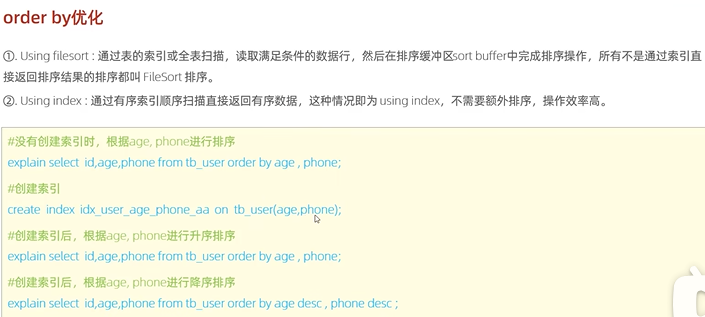 order by优化
①. Using filesort : 通过表的索引或全表扫描，读取满足条件的数据行，然后在排序缓冲区sort buffer中完成排序操作，所有不是通过索引直
接返回排序结果的排序都叫 FileSort 排序。
②. Using index : 通过有序索引顺序扫描直接返回有序数据，这种情况即为 using index，不需要额外排序，操作效率高。
#没有创建索引时，根据age, phone进行排序
explain select id,age,phone from tb_user order by age , phone;
#创建索引
create index idx_user_age_phone_aa on tb_user(age,phone);
#创建索引后，根据age, phone进行升序排序
explain select id,age,phone from tb_user order by age , phone;
#创建索引后，根据age, phone进行降序排序
explain select id,age,phone from tb_user order by age desc , phone desc ;